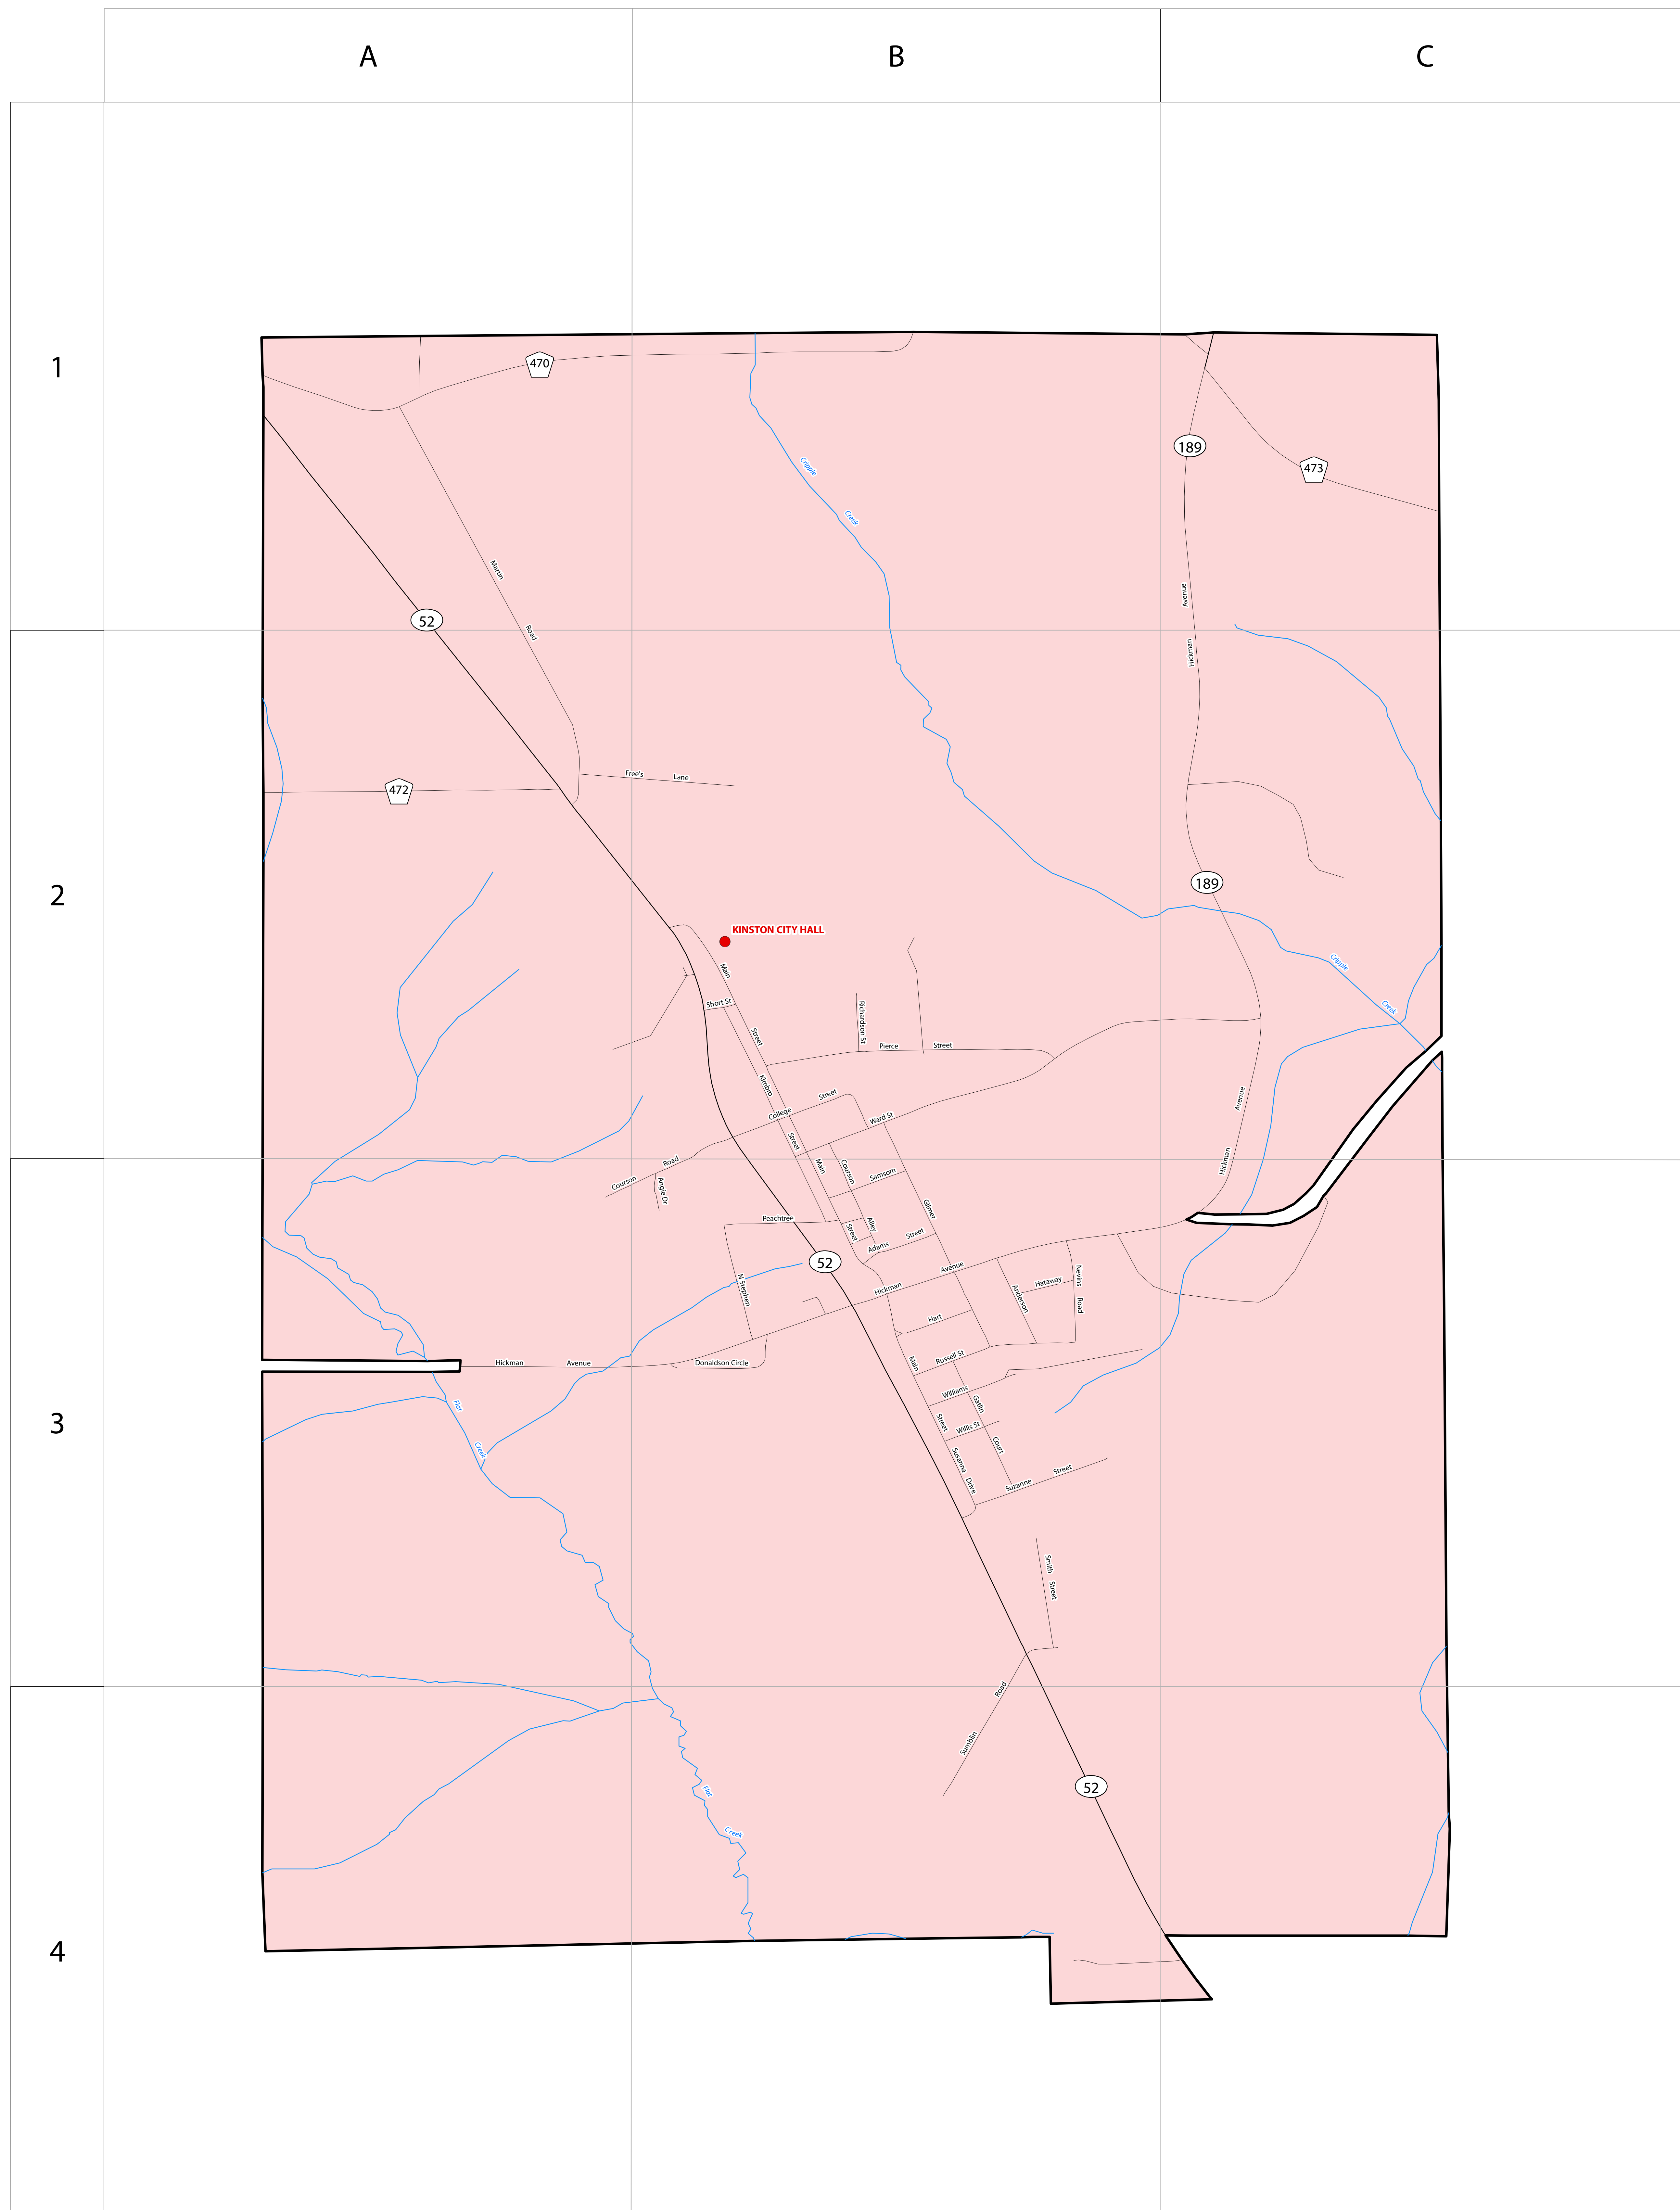 A
B
C
1
470
189
473
Cripple
Creek
Martin
Road
Avenue
52
Hickman
2
Free's Lane
472
189
KINSTON CITY HALL
Main
Cripple
Creek
Short St
Richardson St
Street
Pierce Street
Kimbro
College Street
Avenue
Ward St
Street
Main
Courson
Samsom
Hickman
Courson Road
Angie Dr
Gilmer
Peachtree
Alley
Street
Adams Street
52
Hickman Avenue
N Stephen
Anderson
Hataway
Nevins Road
Hart
3
Hickman Avenue
Donaldson Circle
Main
Russell St
Williams
Gatlin
Flat
Creek
Street
Willis St
Court
Susanna Drive
Suzanne Street
Smith Street
Sumblin Road
52
Flat
Creek
4